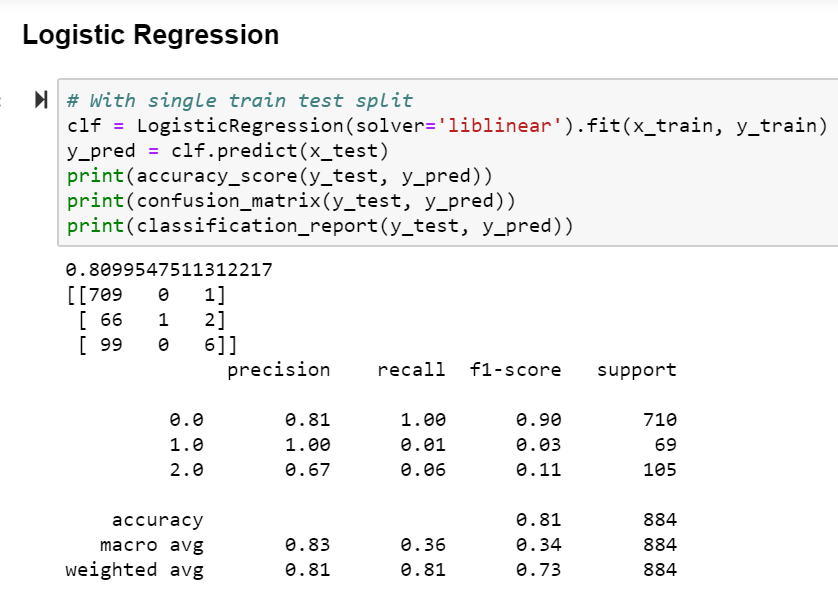 Logistic Regression
# With single train test split
clf = LogisticRegression(solver='liblinear').fit(x_train, y_train)
y_pred = clf.predict(x_test)
print(accuracy_score(y_test, y_pred))
print(confusion_matrix(y_test, y_pred))
print(classification_report(y_test, y_pred))
0.8099547511312217
[[709   0   1]
 [ 66   1   2]
 [ 99   0   6]]
              precision    recall  f1-score   support
         0.0       0.81      1.00      0.90       710
         1.0       1.00      0.01      0.03        69
         2.0       0.67      0.06      0.11       105
    accuracy                           0.81       884
   macro avg       0.83      0.36      0.34       884
weighted avg       0.81      0.81      0.73       884